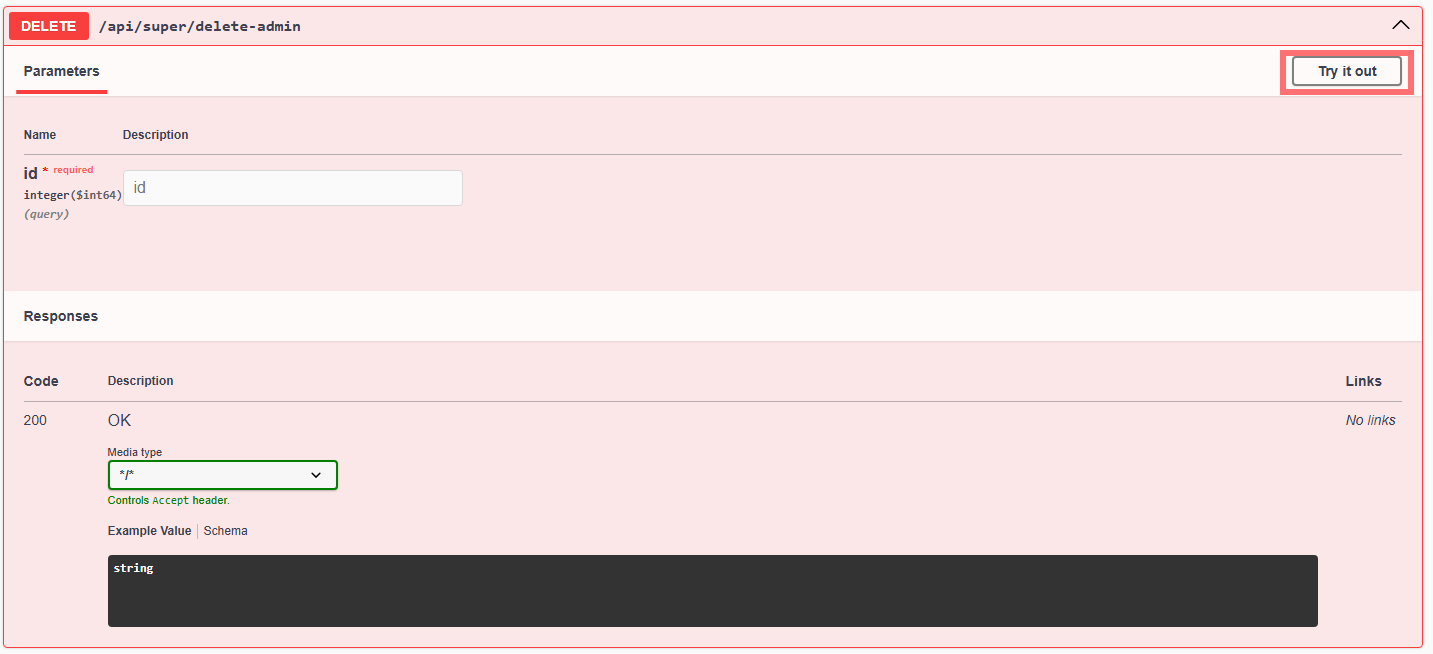 DELETE /api/super/delete-admin
Parameters Try it out
Name Description
id * required
integer($int64) id
(query)
Responses
Code Description Links
200 OK No links
Media type
*/*
Controls Accept header.
Example Value Schema
string